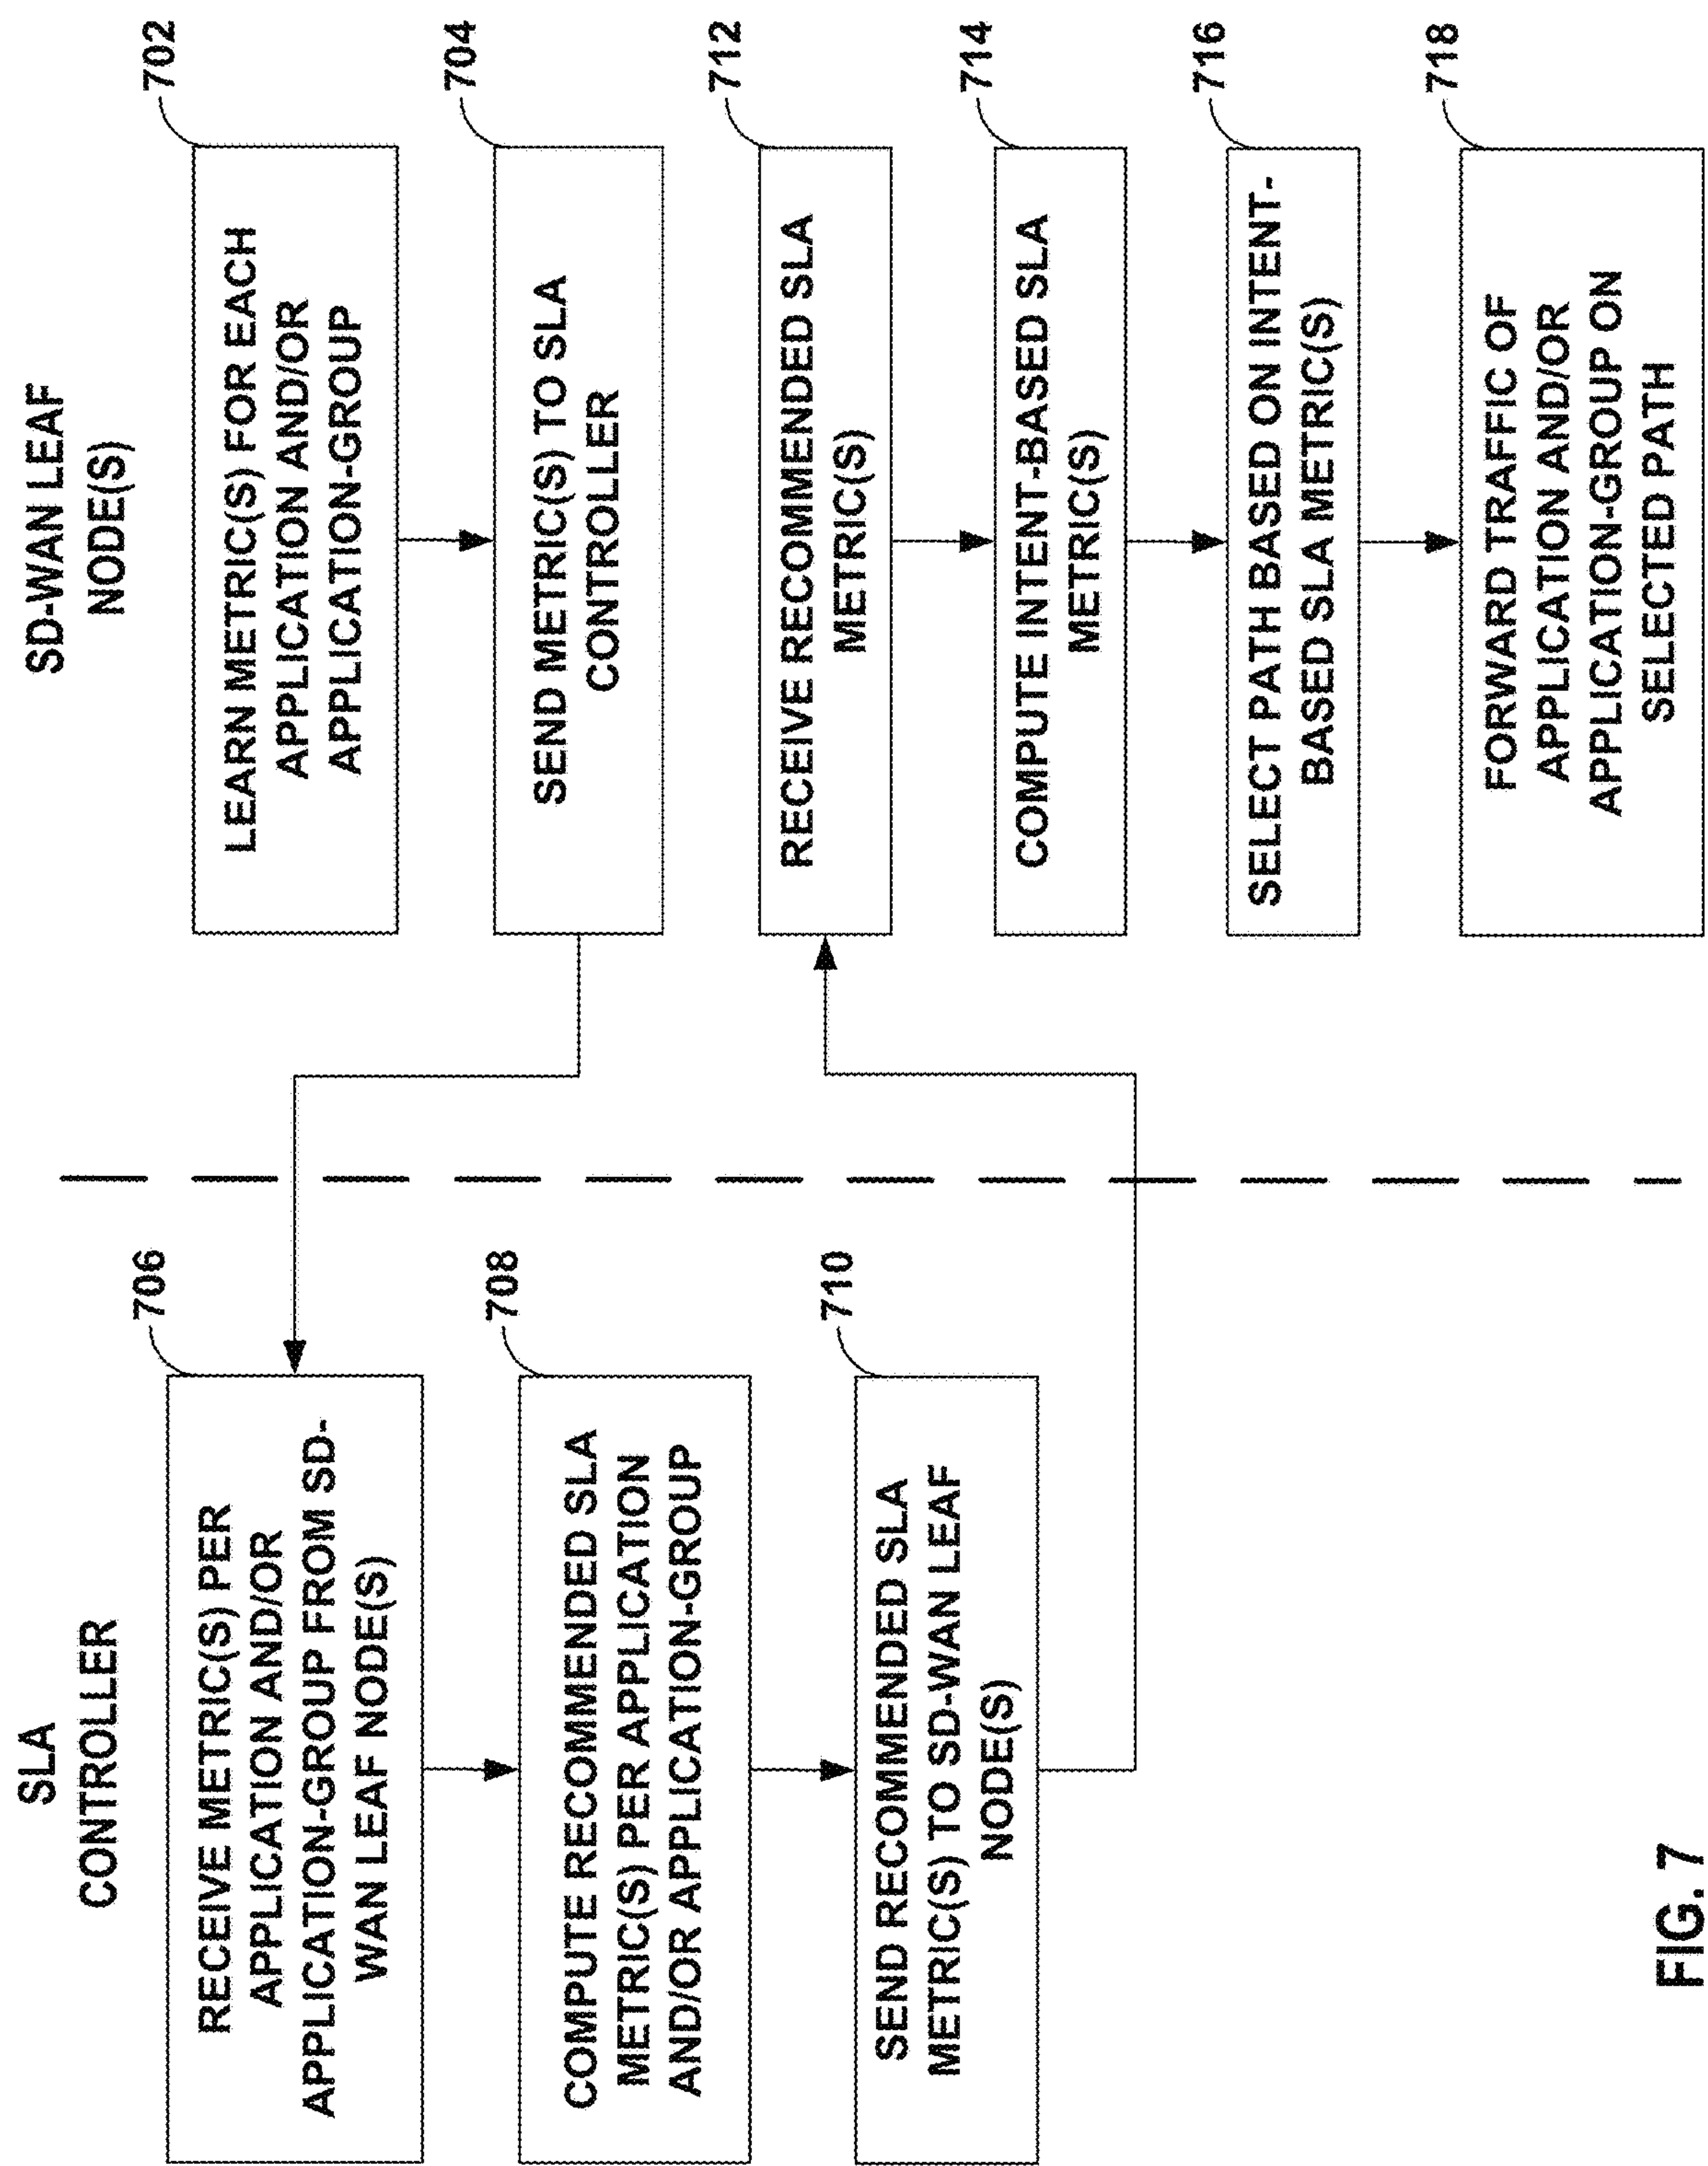 SLA
CONTROLLER
SD-WAN LEAF
NODE(S)
706
RECEIVE METRIC(S) PER
APPLICATION AND/OR
APPLICATION-GROUP FROM SD-
WAN LEAF NODE(S)
708
COMPUTE RECOMMENDED SLA
METRIC(S) PER APPLICATION
AND/OR APPLICATION-GROUP
710
SEND RECOMMENDED SLA
METRIC(S) TO SD-WAN LEAF
NODE(S)
702
LEARN METRIC(S) FOR EACH
APPLICATION AND/OR
APPLICATION-GROUP
704
SEND METRIC(S) TO SLA
CONTROLLER
712
RECEIVE RECOMMENDED SLA
METRIC(S)
714
COMPUTE INTENT-BASED SLA
METRIC(S)
716
SELECT PATH BASED ON INTENT-
BASED SLA METRIC(S)
718
FORWARD TRAFFIC OF
APPLICATION AND/OR
APPLICATION-GROUP ON
SELECTED PATH
FIG. 7